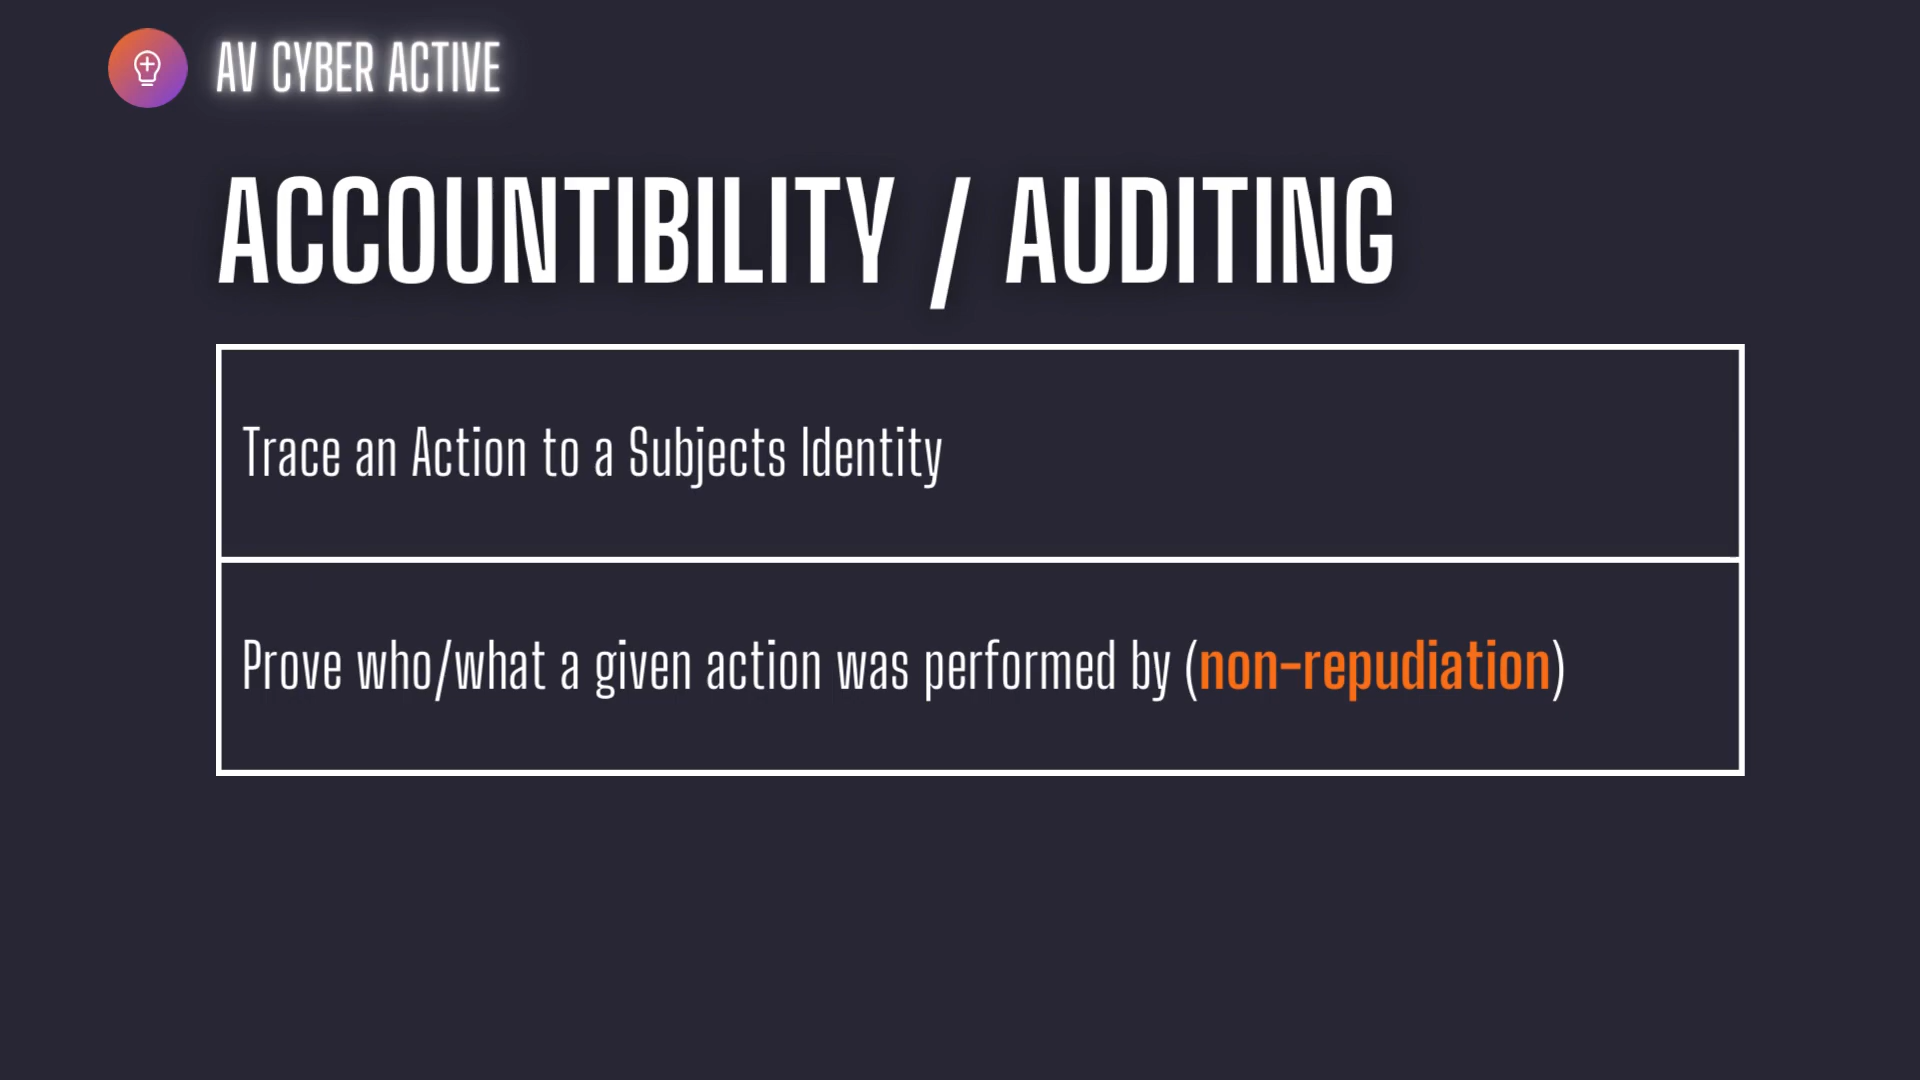 AV CYBER ACTIVE
ACCOUNTIBILITY / AUDITING
Trace an Action to a Subjects Identity
Prove who/what a given action was performed by (non-repudiation)